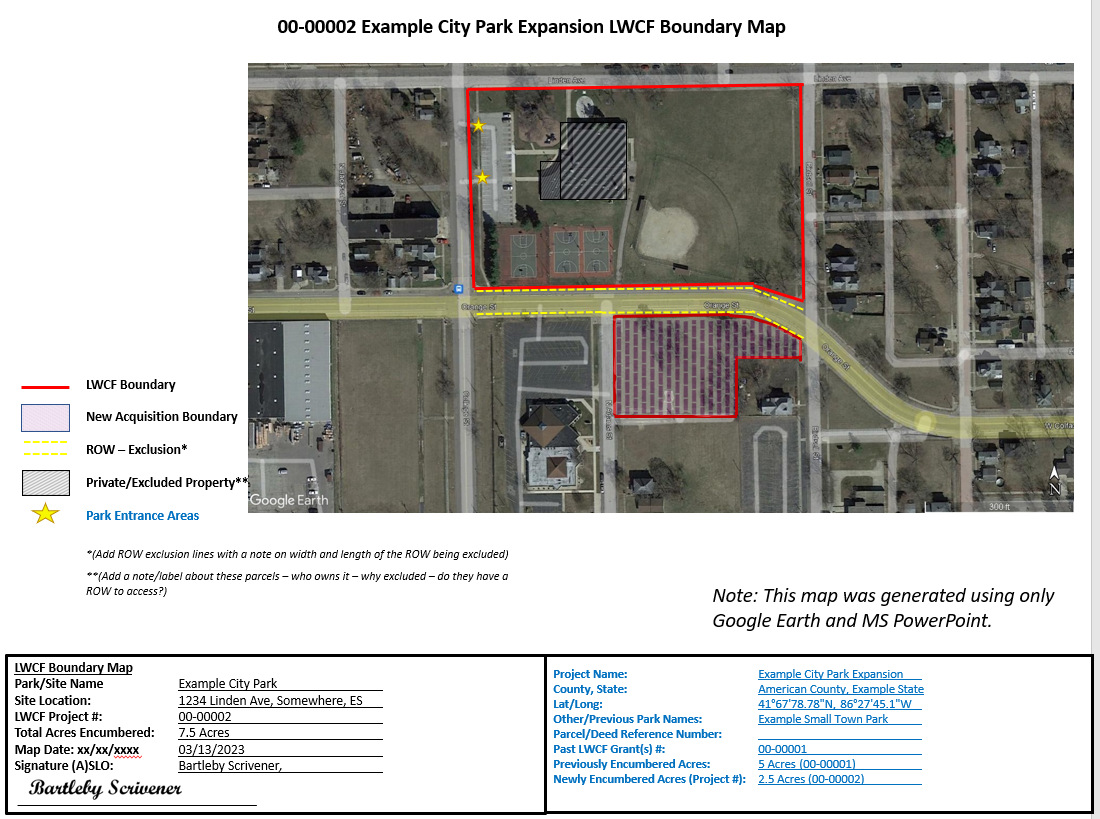 00-00002 Example City Park Expansion LWCF Boundary Map
Linden Ave
Linden Ave
Orange St
Orange St
Orange St
St
Google Earth
300 ft
N
LWCF Boundary
New Acquisition Boundary
ROW – Exclusion*
Private/Excluded Property**
Park Entrance Areas
*(Add ROW exclusion lines with a note on width and length of the ROW being excluded)
**(Add a note/label about these parcels – who owns it – why excluded – do they have a
ROW to access?)
Note: This map was generated using only
Google Earth and MS PowerPoint.
LWCF Boundary Map
Park/Site Name Example City Park
Site Location: 1234 Linden Ave, Somewhere, ES
LWCF Project #: 00-00002
Total Acres Encumbered: 7.5 Acres
Map Date: xx/xx/xxxx 03/13/2023
Signature (A)SLO: Bartleby Scrivener,
Bartleby Scrivener
Project Name: Example City Park Expansion
County, State: American County, Example State
Lat/Long: 41°67'78.78"N, 86°27'45.1"W
Other/Previous Park Names: Example Small Town Park
Parcel/Deed Reference Number:
Past LWCF Grant(s) #: 00-00001
Previously Encumbered Acres: 5 Acres (00-00001)
Newly Encumbered Acres (Project #): 2.5 Acres (00-00002)